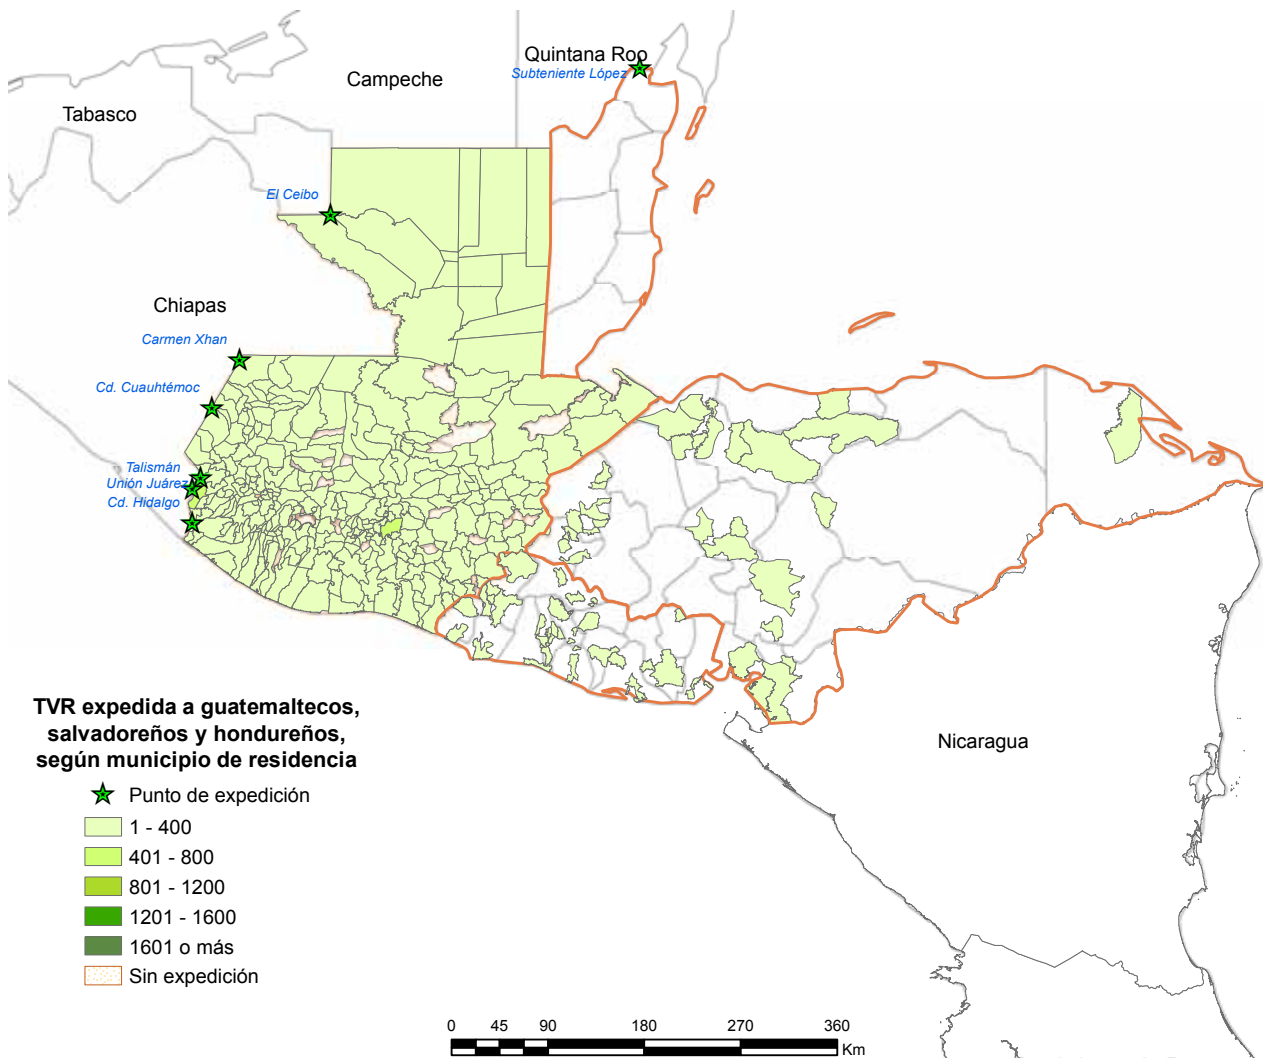 Quintana Roo
Subteniente López
Campeche
Tabasco
El Ceibo
Chiapas
Carmen Xhan
Cd. Cuauhtémoc
Talismán
Unión Juárez
Cd. Hidalgo
TVR expedida a guatemaltecos,
salvadoreños y hondureños,
según municipio de residencia
Punto de expedición
1 - 400
401 - 800
801 - 1200
1201 - 1600
1601 o más
Sin expedición
Nicaragua
0 45 90 180 270 360
Km